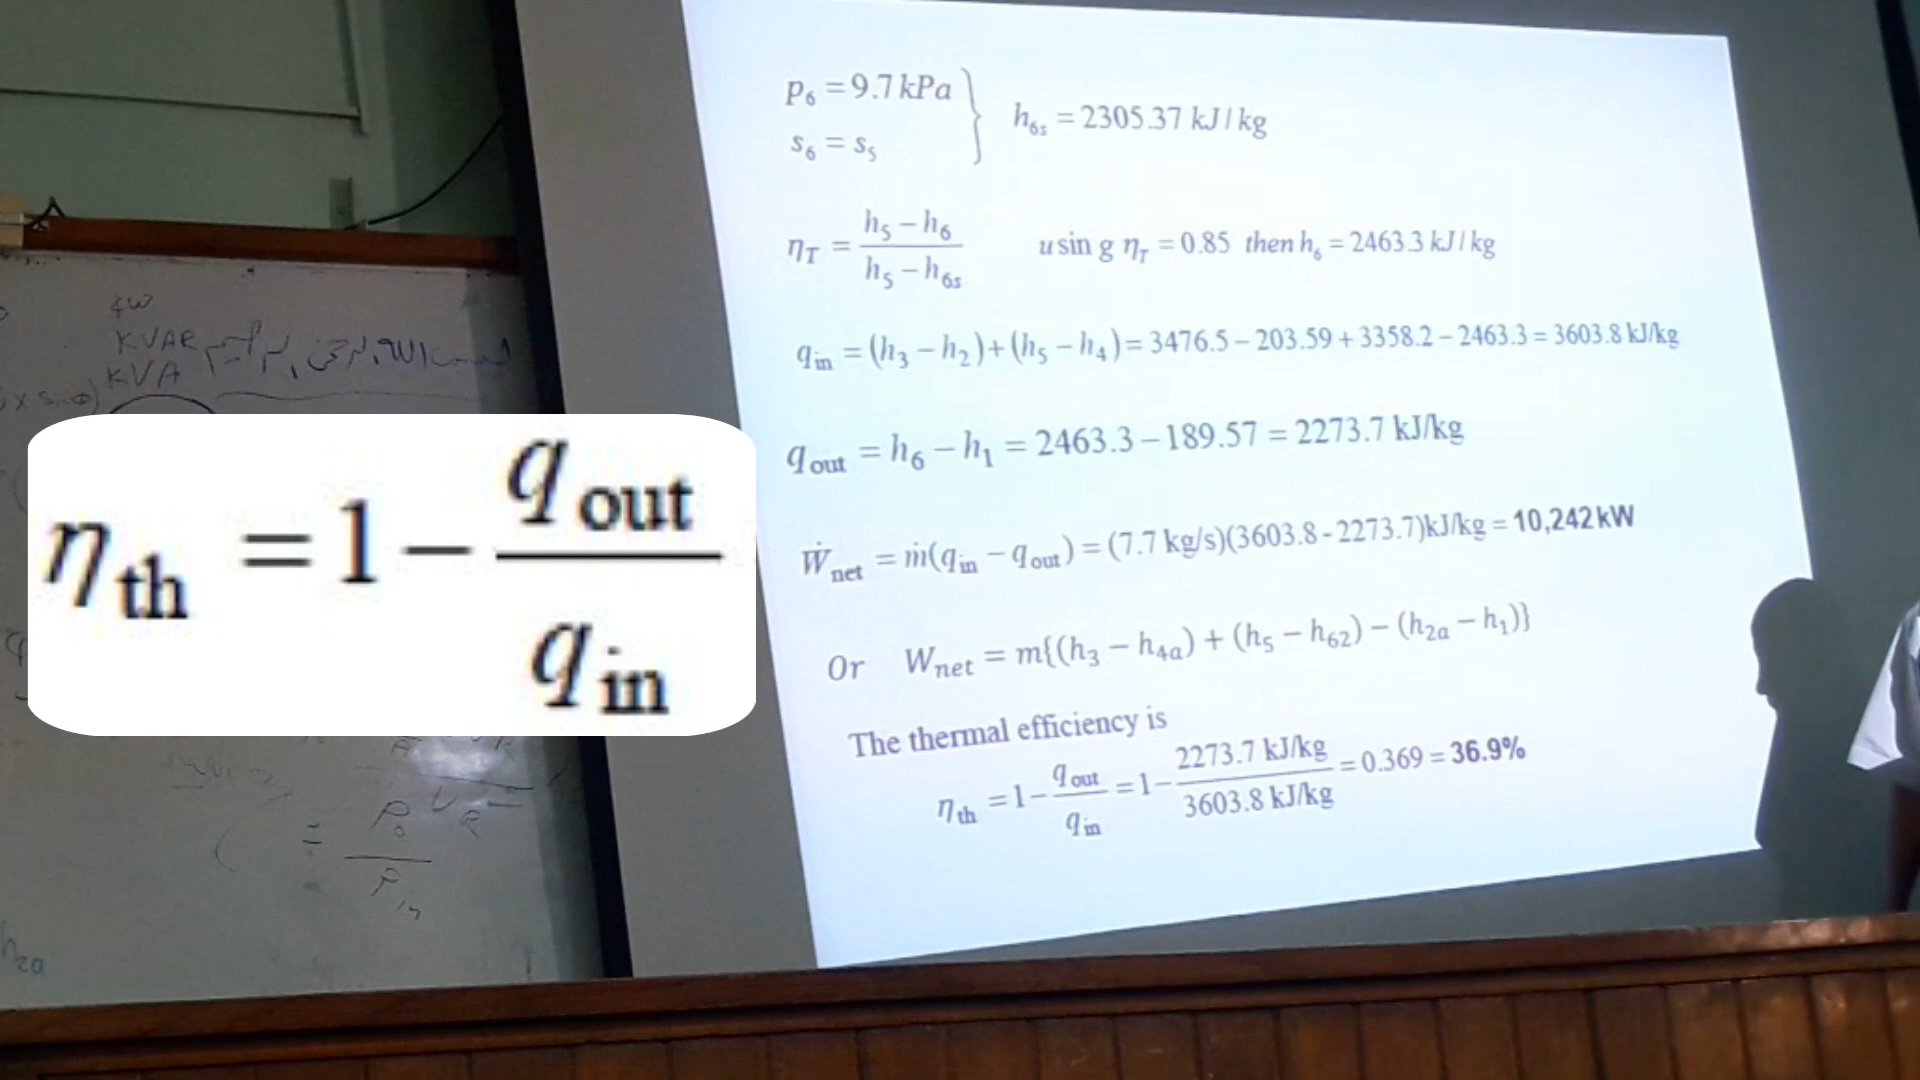 p₆ = 9.7 kPa
s₆ = s₅
h₆ₛ = 2305.37 kJ / kg
η_T = (h₅ − h₆) / (h₅ − h₆ₛ)
u sin g η_T = 0.85 then h₆ = 2463.3 kJ / kg
q_in = (h₃ − h₂) + (h₅ − h₄) = 3476.5 − 203.59 + 3358.2 − 2463.3 = 3603.8 kJ/kg
q_out = h₆ − h₁ = 2463.3 − 189.57 = 2273.7 kJ/kg
Ẇ_net = ṁ(q_in − q_out) = (7.7 kg/s)(3603.8 - 2273.7)kJ/kg = 10,242 kW
Or W_net = m{(h₃ − h₄ₐ) + (h₅ − h₆₂) − (h₂ₐ − h₁)}
The thermal efficiency is
η_th = 1 − q_out / q_in = 1 − 2273.7 kJ/kg / 3603.8 kJ/kg = 0.369 = 36.9%
η_th = 1 − q_out / q_in
KVAR
KVA
= P₀ / P_in
h₂ₐ